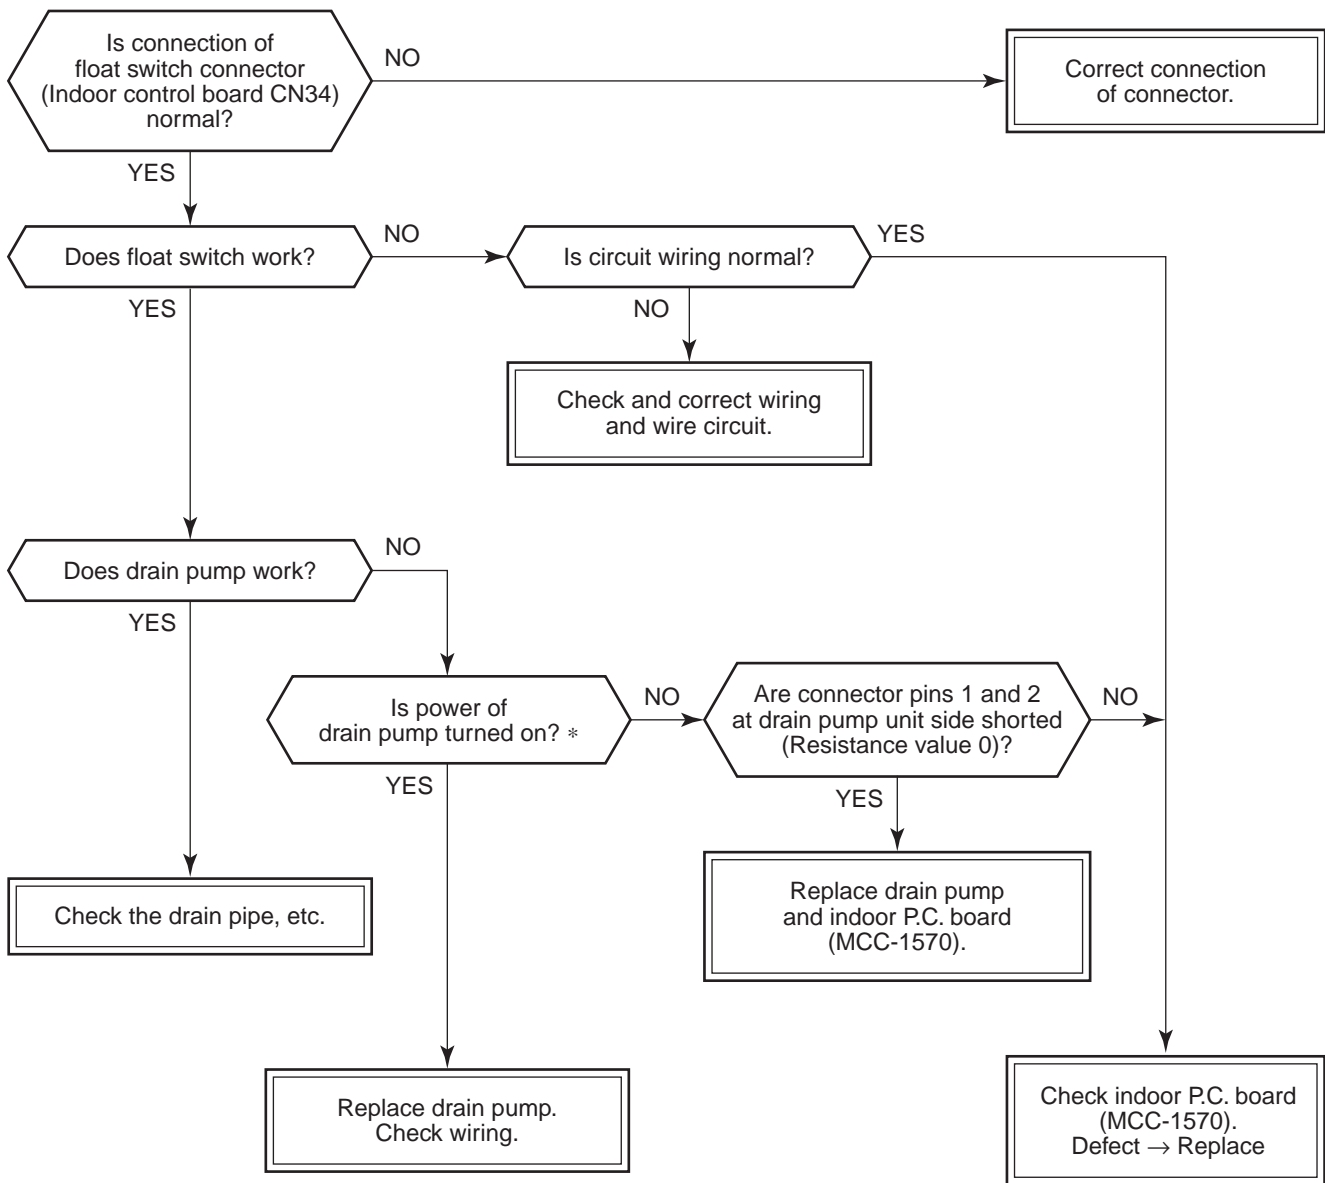 Is connection of
float switch connector
(Indoor control board CN34)
normal?
NO
Correct connection
of connector.
YES
Does float switch work?
NO
Is circuit wiring normal?
YES
YES
NO
Check and correct wiring
and wire circuit.
Does drain pump work?
NO
YES
Is power of
drain pump turned on? *
NO
Are connector pins 1 and 2
at drain pump unit side shorted
(Resistance value 0)?
NO
YES
YES
Check the drain pipe, etc.
Replace drain pump
and indoor P.C. board
(MCC-1570).
Replace drain pump.
Check wiring.
Check indoor P.C. board
(MCC-1570).
Defect → Replace